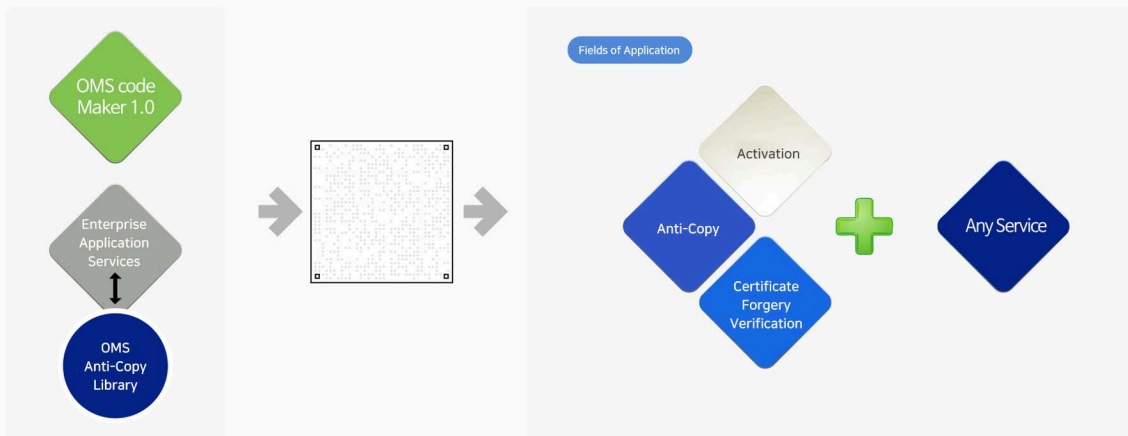 OMS code
Maker 1.0
Enterprise
Application
Services
OMS
Anti-Copy
Library
Fields of Application
Activation
Anti-Copy
Certificate
Forgery
Verification
Any Service